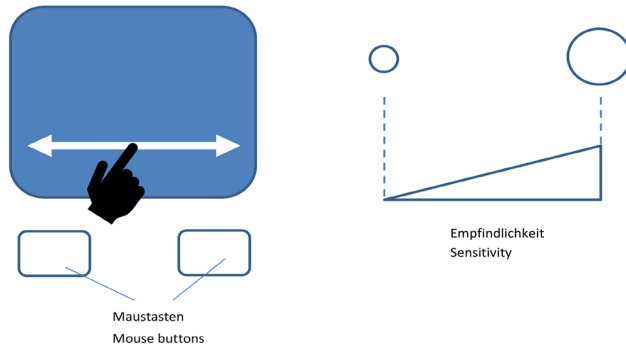 Empfindlichkeit
Sensitivity
Maustasten
Mouse buttons